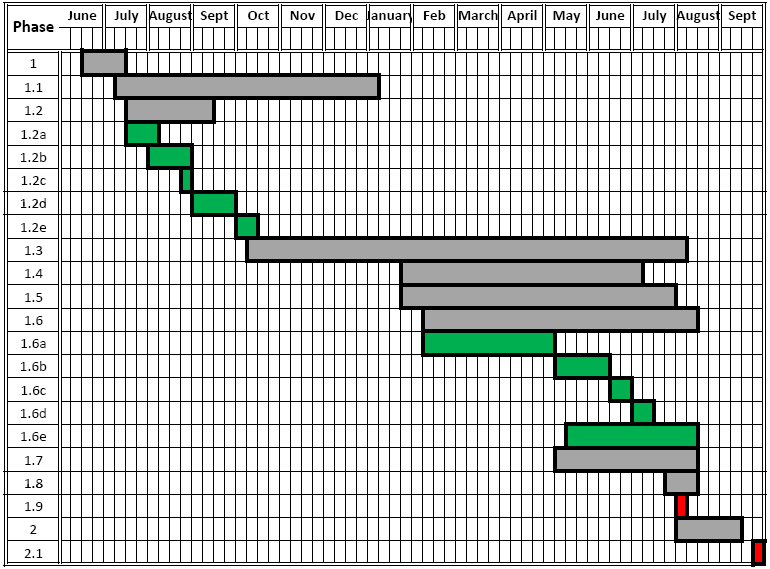 June July August Sept Oct Nov Dec January Feb March April May June July August Sept
Phase
1
1.1
1.2
1.2a
1.2b
1.2c
1.2d
1.2e
1.3
1.4
1.5
1.6
1.6a
1.6b
1.6c
1.6d
1.6e
1.7
1.8
1.9
2
2.1